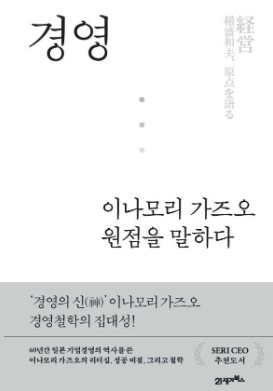 경영
経営
稲盛和夫、原点を語る
이나모리 가즈오
원점을 말하다
'경영의 신(神)' 이나모리 가즈오
경영철학의 집대성!
60년간 일본 기업경영의 역사를 쓴
이나모리 가즈오의 리더십, 성공 비결, 그리고 철학
SERI CEO
추천도서
21세기북스